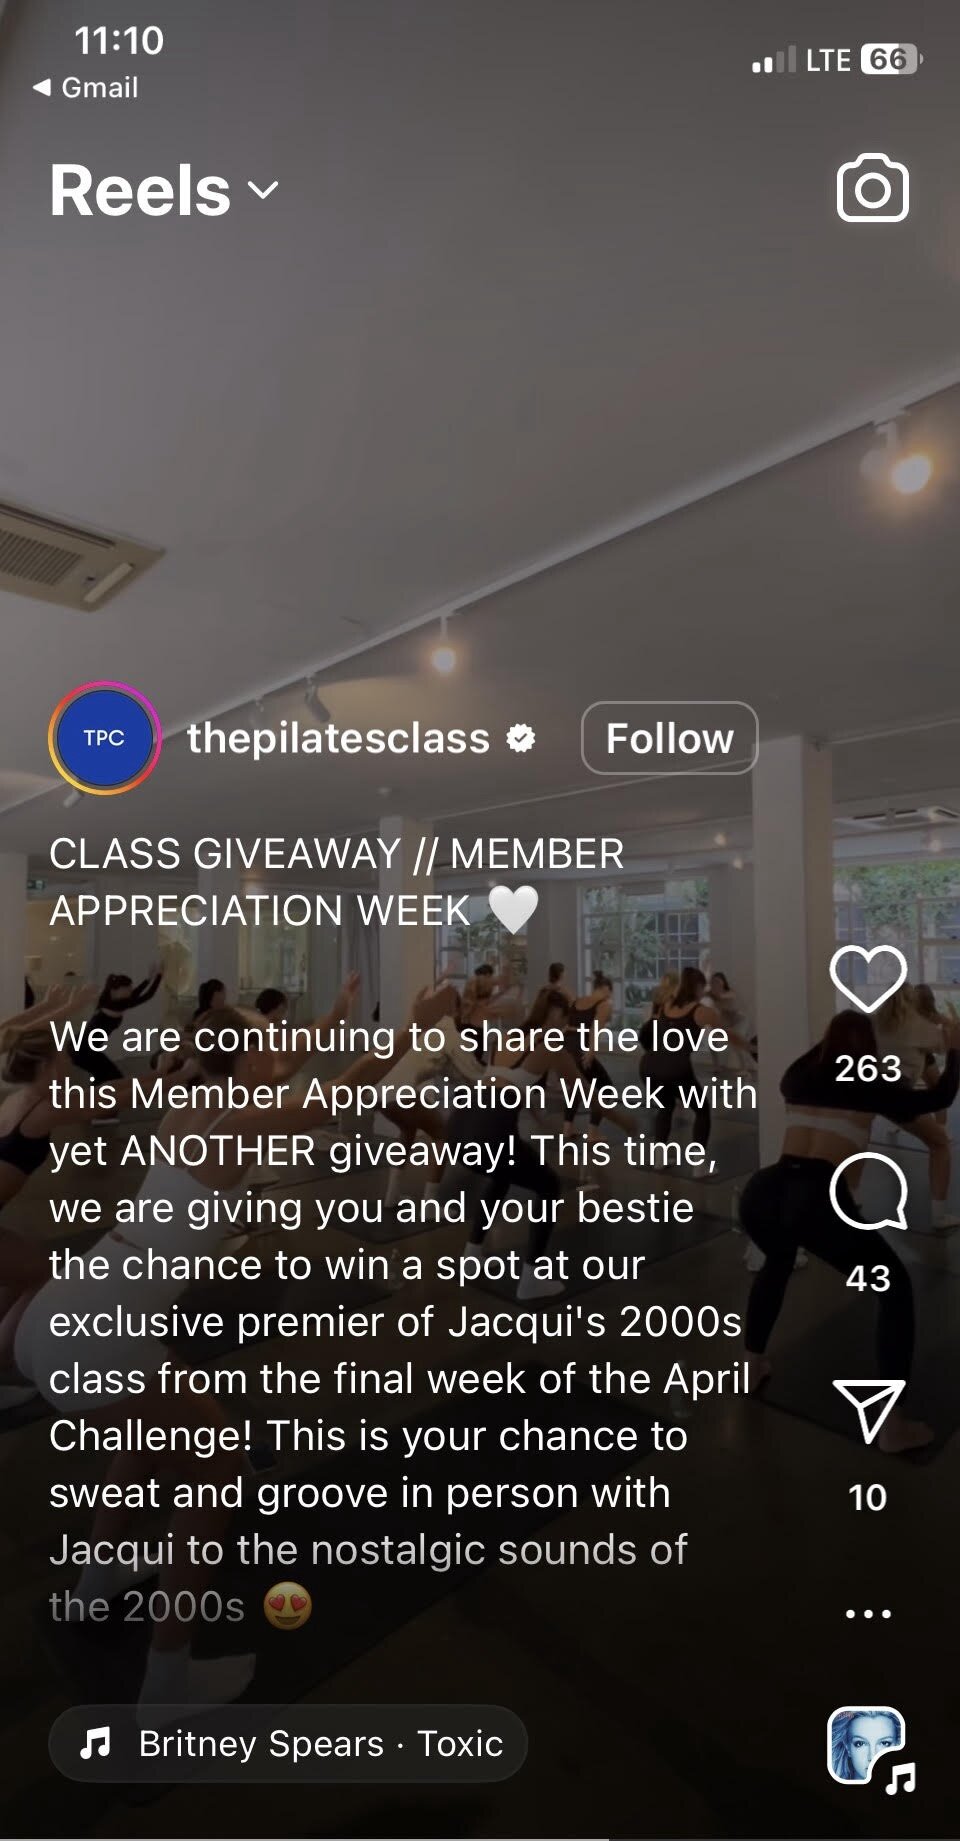 11:10
LTE 66
◀ Gmail
Reels
TPC
thepilatesclass
Follow
CLASS GIVEAWAY // MEMBER
APPRECIATION WEEK 🤍
We are continuing to share the love
this Member Appreciation Week with
yet ANOTHER giveaway! This time,
we are giving you and your bestie
the chance to win a spot at our
exclusive premier of Jacqui's 2000s
class from the final week of the April
Challenge! This is your chance to
sweat and groove in person with
Jacqui to the nostalgic sounds of
the 2000s 😍
263
43
10
Britney Spears · Toxic